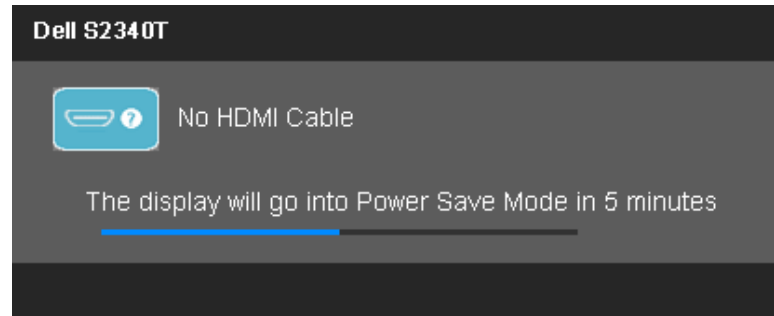 Dell S2340T
?
No HDMI Cable
The display will go into Power Save Mode in 5 minutes